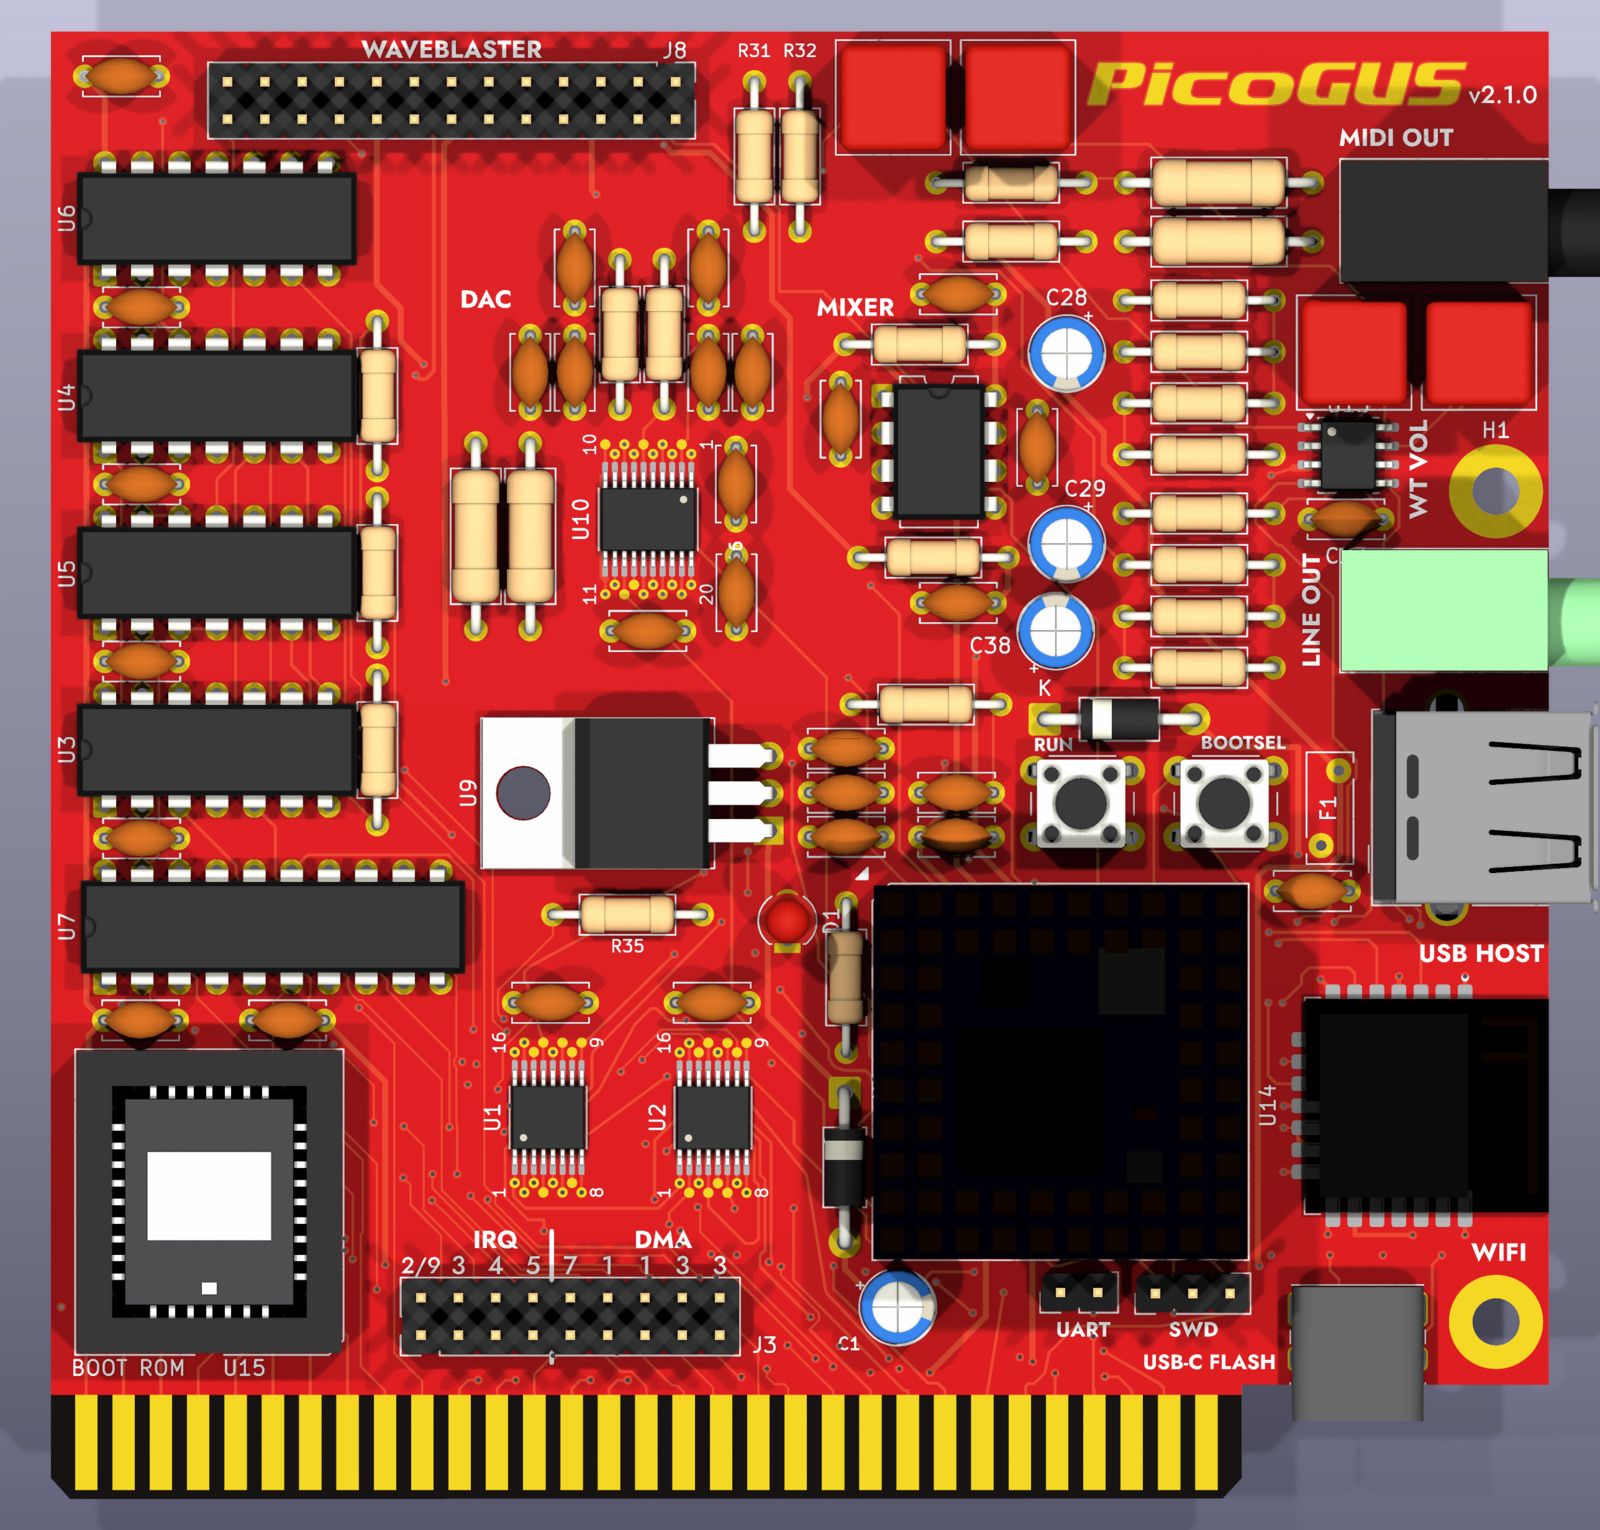 WAVEBLASTER
J8
R31
R32
PicoGUS
v2.1.0
MIDI OUT
U6
DAC
MIXER
C28
U4
WT VOL
H1
10
1
U10
C29
11
20
6
U5
LINE OUT
C38
K
U3
U9
RUN
BOOTSEL
F1
U7
R35
D1
USB HOST
16
9
16
9
U1
U2
U14
1
8
1
8
IRQ
DMA
2/9 3 4 5 7 1 1 3 3
WIFI
J3
C1
UART
SWD
BOOT ROM
U15
USB-C FLASH